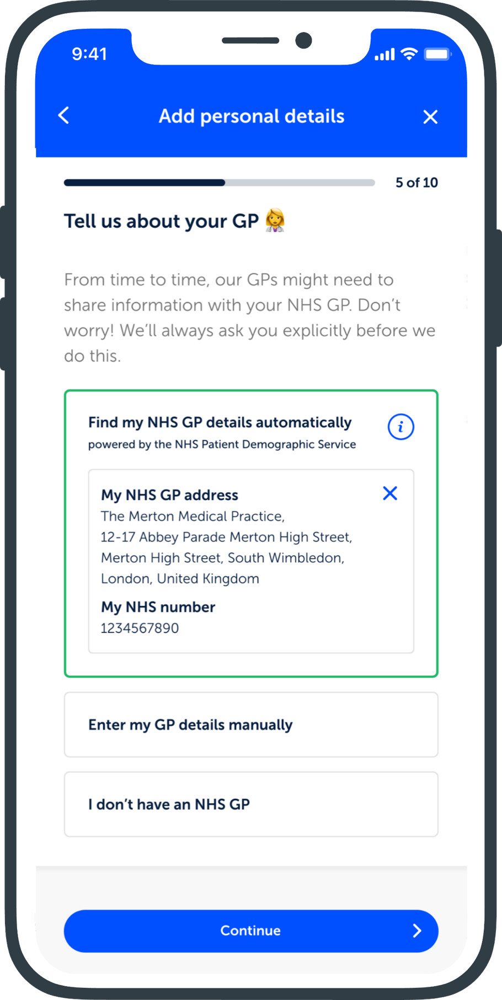 9:41
Add personal details
5 of 10
Tell us about your GP
From time to time, our GPs might need to
share information with your NHS GP. Don’t
worry! We’ll always ask you explicitly before we
do this.
Find my NHS GP details automatically
i
powered by the NHS Patient Demographic Service
My NHS GP address
The Merton Medical Practice,
12-17 Abbey Parade Merton High Street,
Merton High Street, South Wimbledon,
London, United Kingdom
My NHS number
1234567890
Enter my GP details manually
I don’t have an NHS GP
Continue